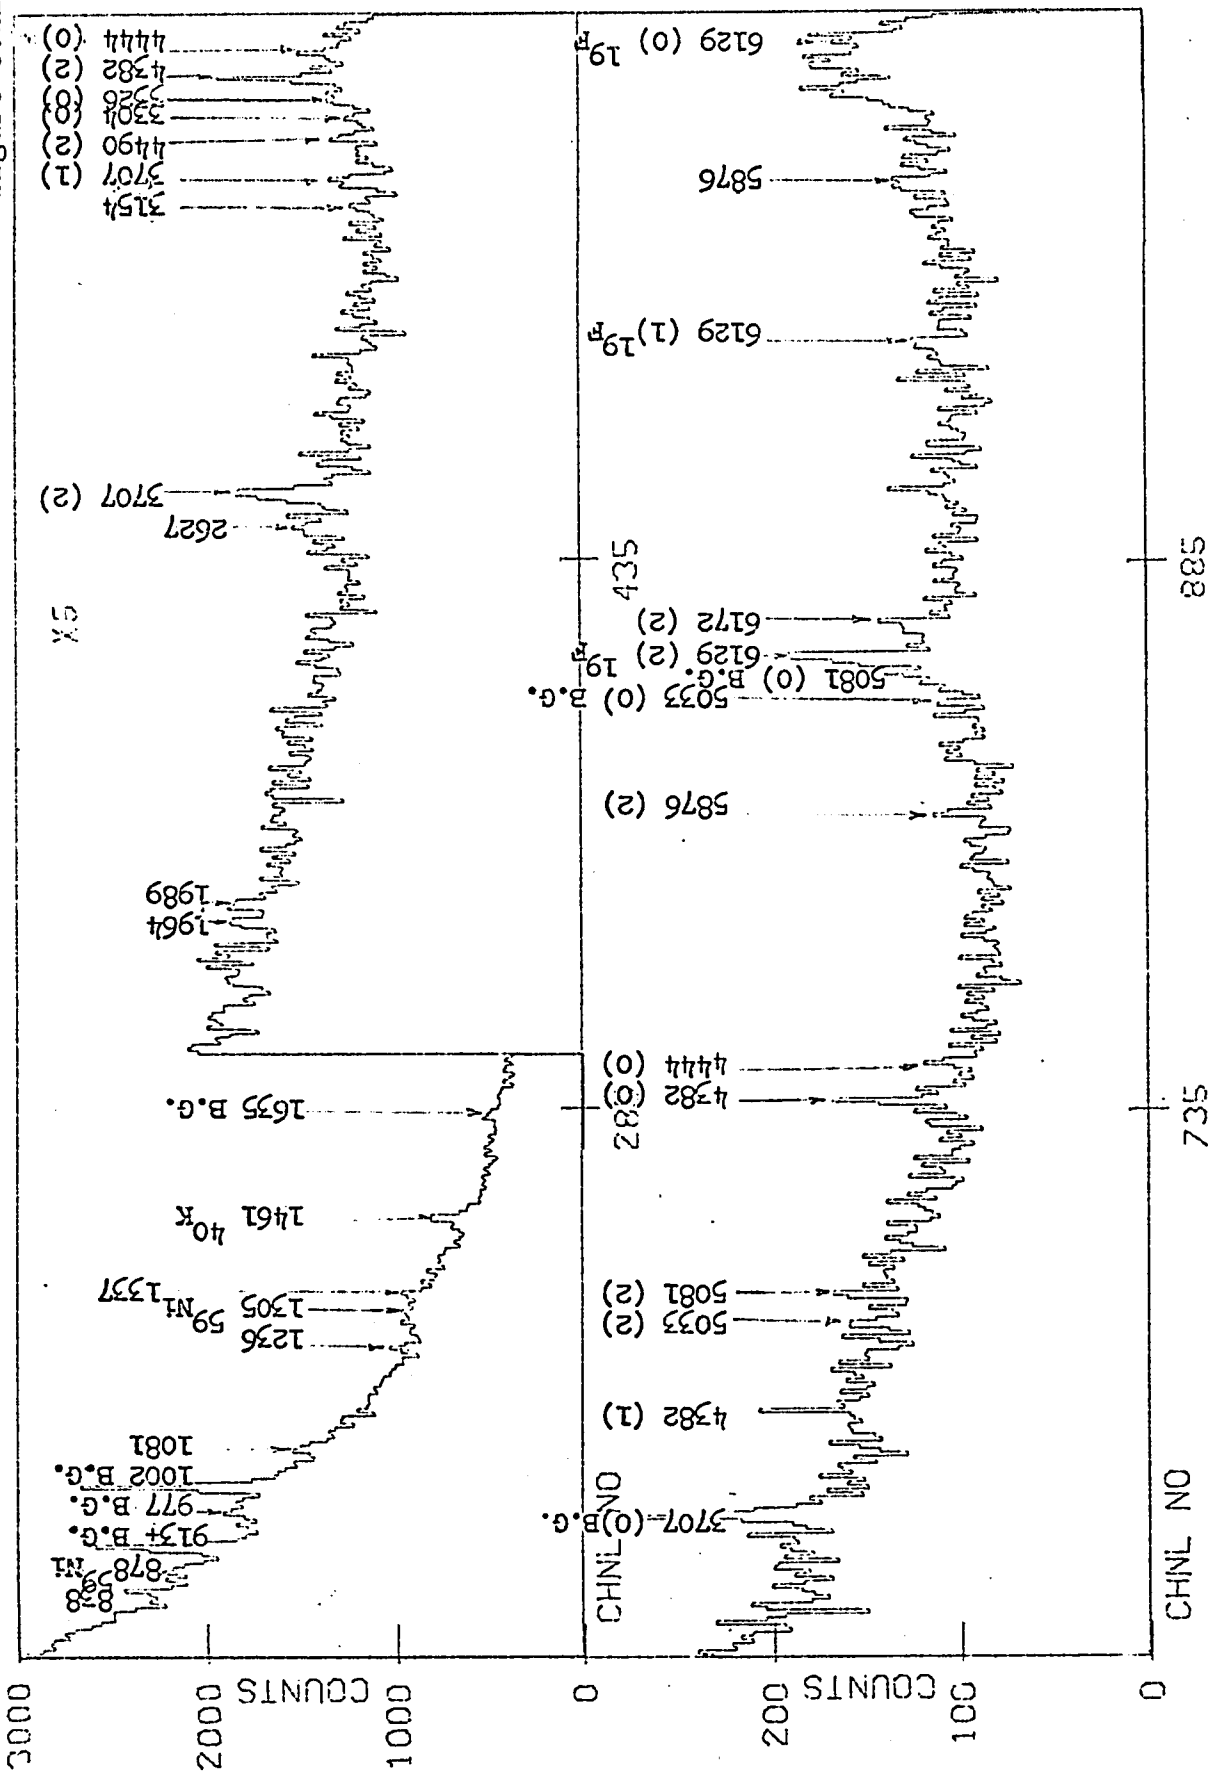 3000
2000
1000
0
COUNTS
CHNL NO
285
435
X5
858
59Ni
878
913+ B.G.
977 B.G.
1002 B.G.
1081
1236
1305 59Ni
1337
1461 40K
1635 B.G.
1964
1989
2627
3707 (2)
3154
3707 (1)
4490 (2)
3304 (0)
3326 (0)
4382 (2)
4444 (0)
200
100
0
COUNTS
CHNL NO
735
885
3707 (0) B.G.
4382 (1)
5033 (2)
5081 (2)
4382 (0)
4444 (0)
5876 (2)
5033 (0) B.G.
5081 (0) B.G.
6129 (2) 19F
6172 (2)
6129 (1) 19F
5876
6129 (0) 19F